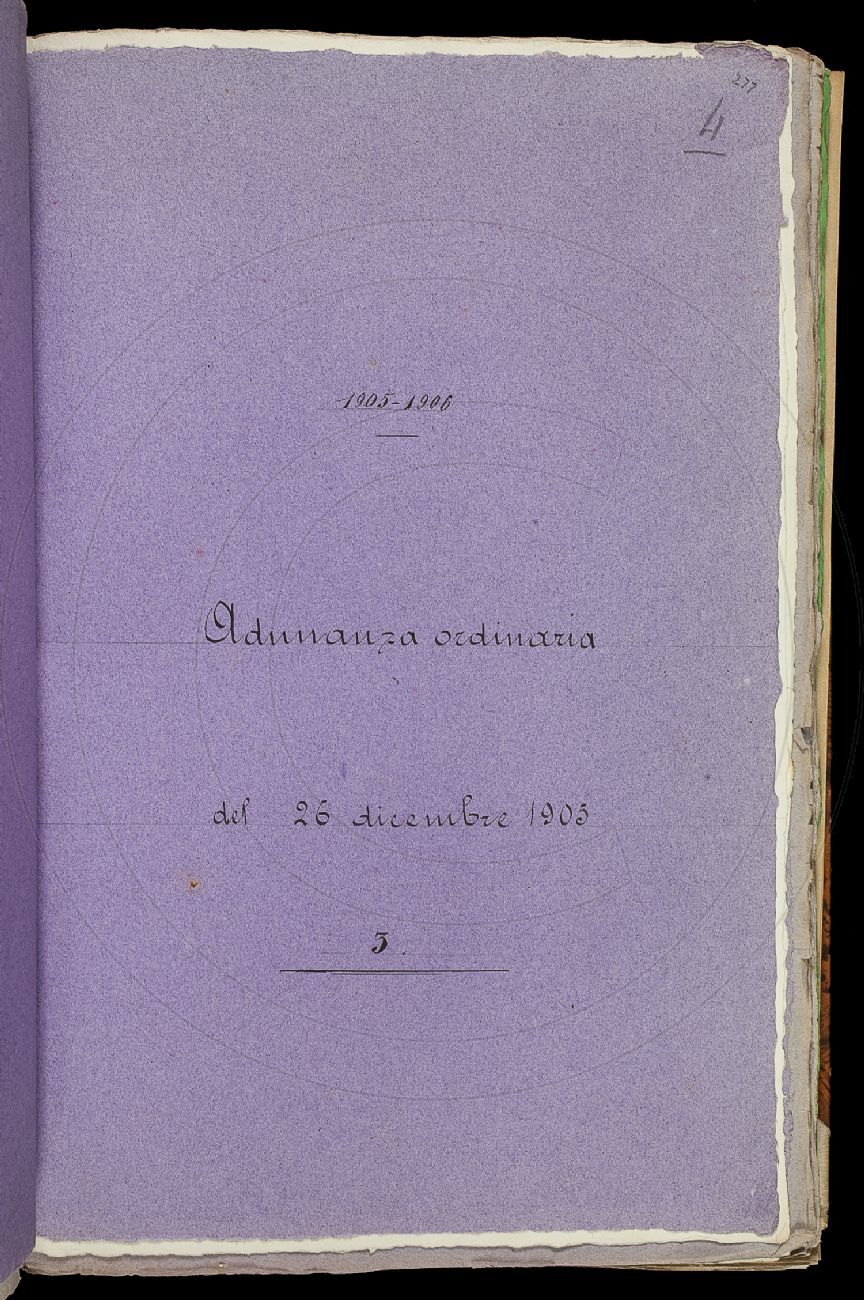 277
4
1905-1906
Adunanza ordinaria
del 26 dicembre 1905
3.